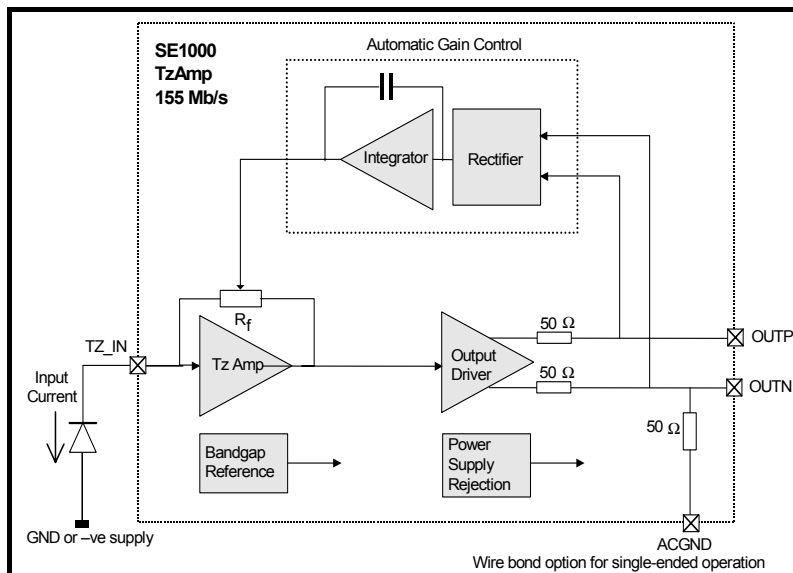 SE1000
TzAmp
155 Mb/s
Automatic Gain Control
Integrator
Rectifier
Rf
TZ_IN
Tz Amp
Output
Driver
50 Ω
50 Ω
OUTP
OUTN
50 Ω
Input
Current
Bandgap
Reference
Power
Supply
Rejection
GND or –ve supply
ACGND
Wire bond option for single-ended operation